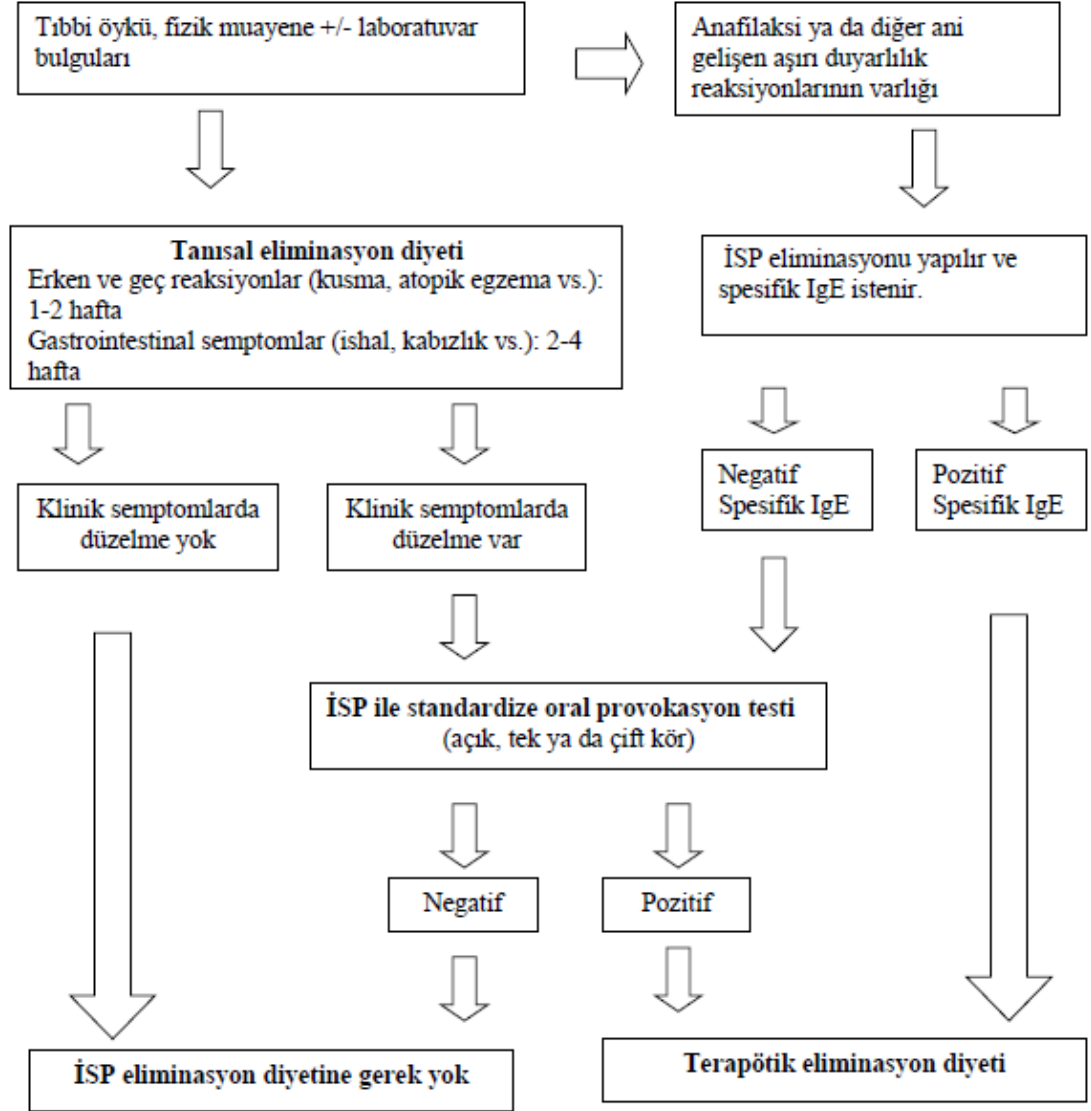 Tıbbi öykü, fizik muayene +/- laboratuvar
bulguları
Anafilaksi ya da diğer ani
gelişen aşırı duyarlılık
reaksiyonlarının varlığı
Tanısal eliminasyon diyeti
Erken ve geç reaksiyonlar (kusma, atopik egzema vs.):
1-2 hafta
Gastrointestinal semptomlar (ishal, kabızlık vs.): 2-4
hafta
İSP eliminasyonu yapılır ve
spesifik IgE istenir.
Klinik semptomlarda
düzelme yok
Klinik semptomlarda
düzelme var
Negatif
Spesifik IgE
Pozitif
Spesifik IgE
İSP ile standardize oral provokasyon testi
(açık, tek ya da çift kör)
Negatif
Pozitif
İSP eliminasyon diyetine gerek yok
Terapötik eliminasyon diyeti